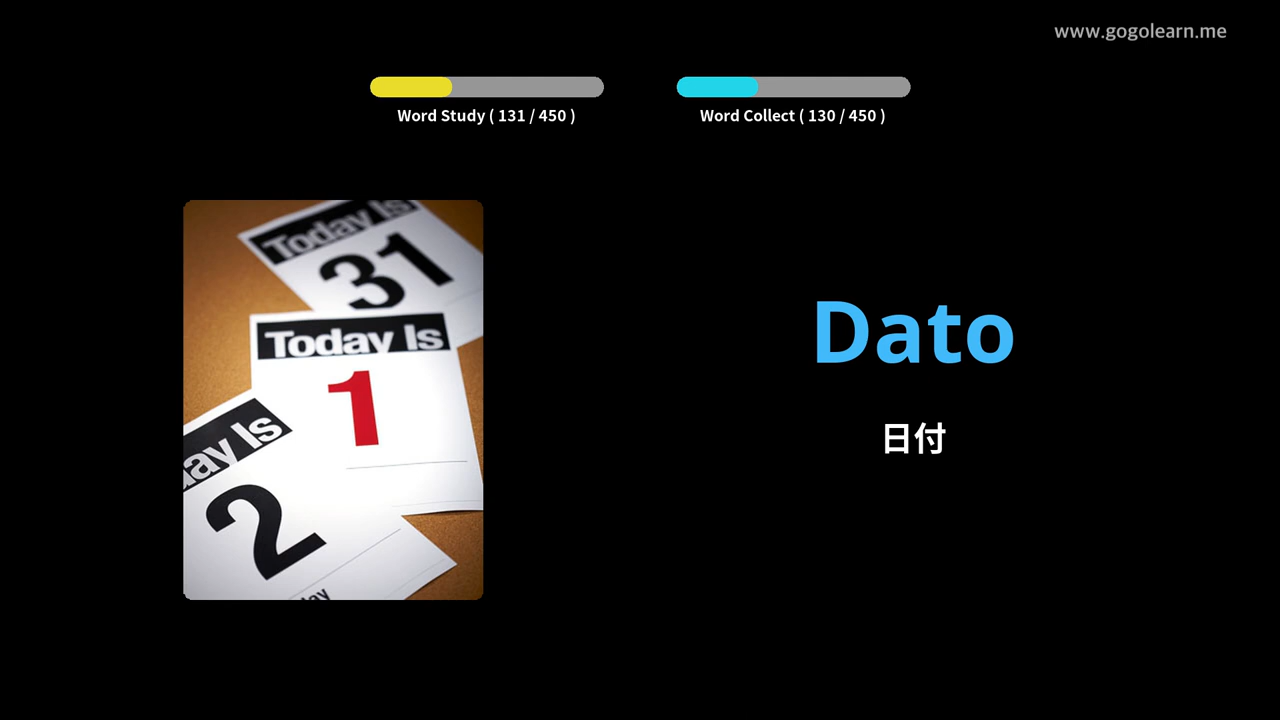 www.gogolearn.me
Word Study ( 131 / 450 )
Word Collect ( 130 / 450 )
Today Is
31
Today Is
1
ay Is
2
Dato
日付